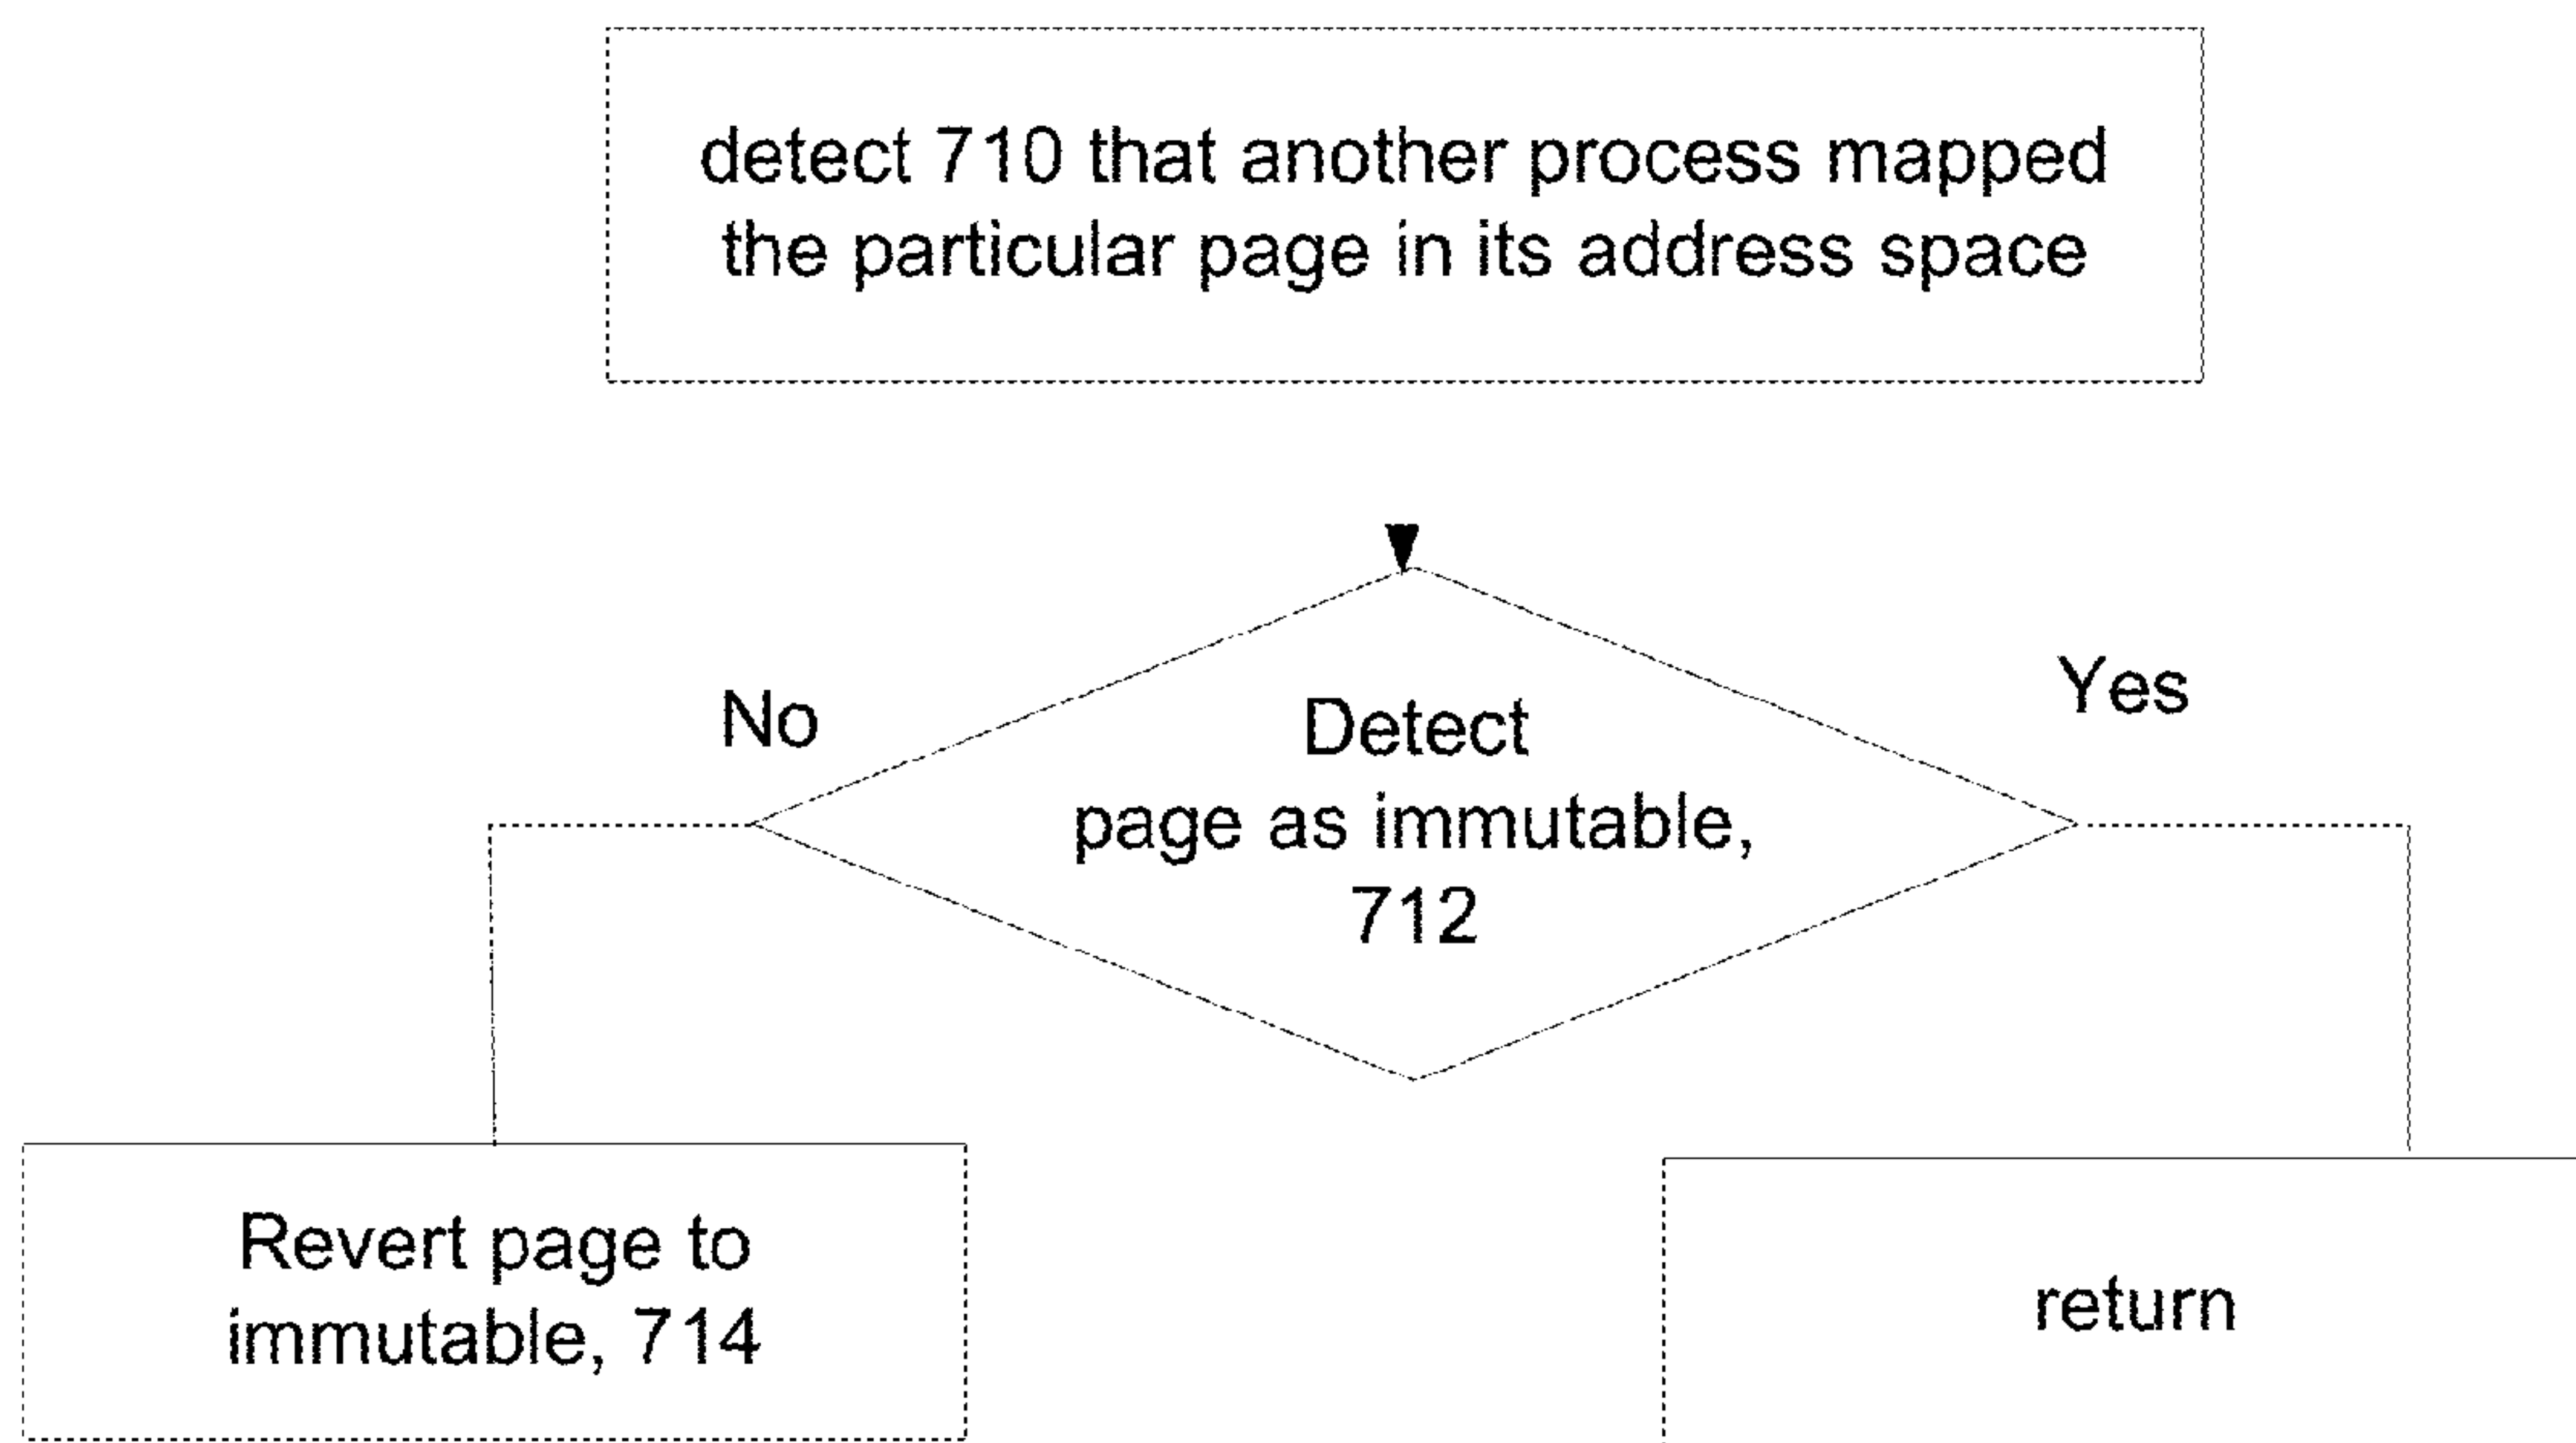 detect 710 that another process mapped
the particular page in its address space
No
Yes
Detect
page as immutable,
712
Revert page to
immutable, 714
return